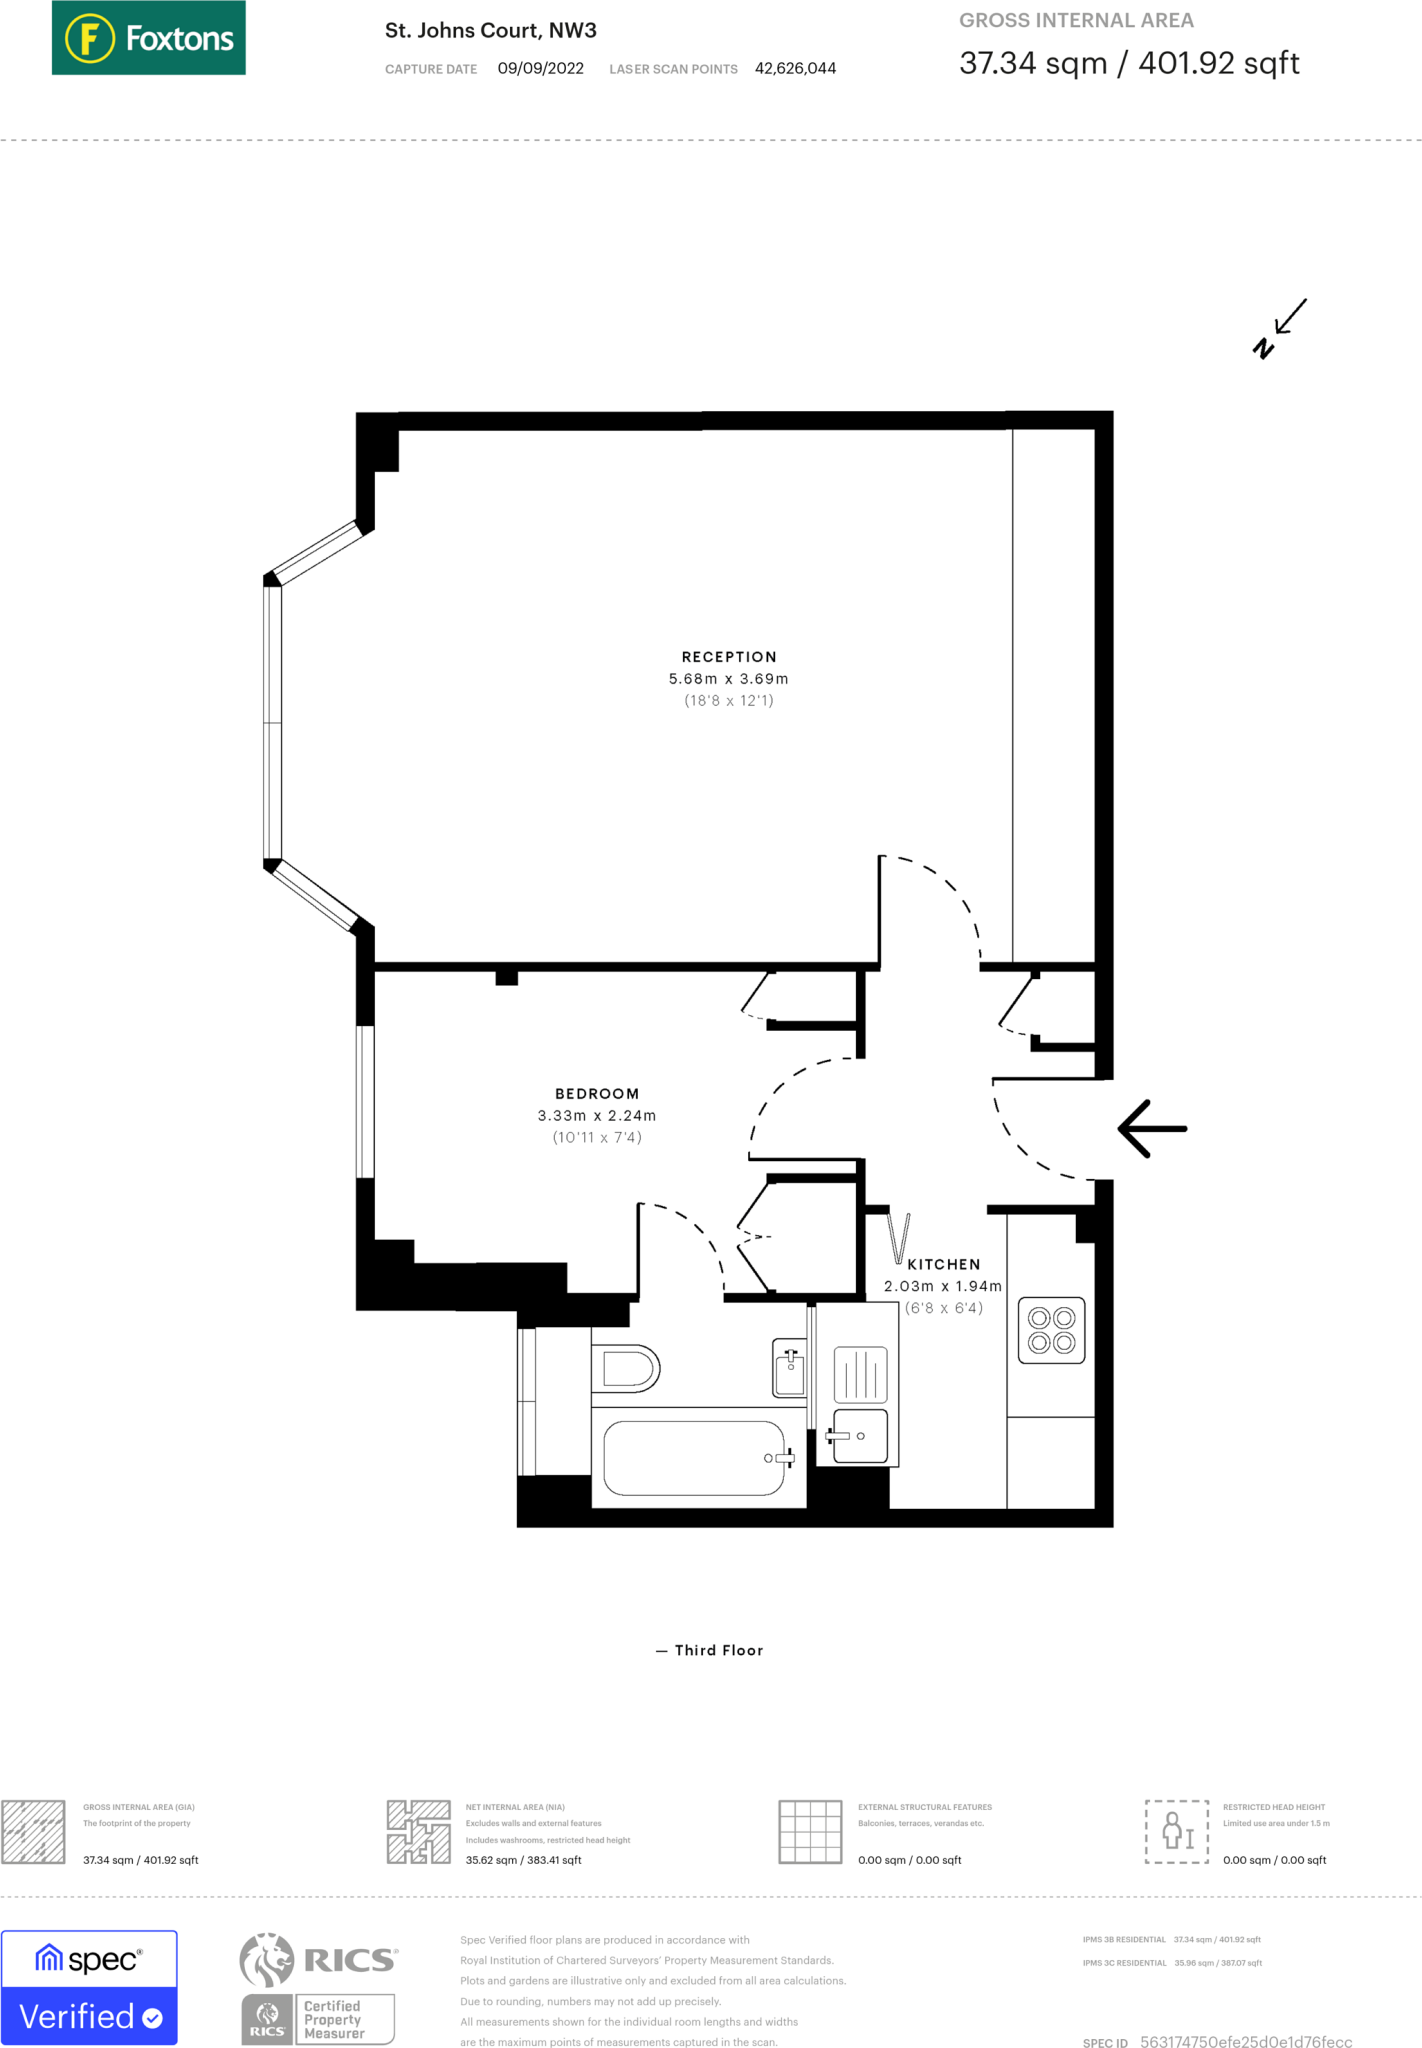 Foxtons
St. Johns Court, NW3
CAPTURE DATE 09/09/2022 LASER SCAN POINTS 42,626,044
GROSS INTERNAL AREA
37.34 sqm / 401.92 sqft
N
RECEPTION
5.68m x 3.69m
(18'8 x 12'1)
BEDROOM
3.33m x 2.24m
(10'11 x 7'4)
KITCHEN
2.03m x 1.94m
(6'8 x 6'4)
— Third Floor
GROSS INTERNAL AREA (GIA)
The footprint of the property
37.34 sqm / 401.92 sqft
NET INTERNAL AREA (NIA)
Excludes walls and external features
Includes washrooms, restricted head height
35.62 sqm / 383.41 sqft
EXTERNAL STRUCTURAL FEATURES
Balconies, terraces, verandas etc.
0.00 sqm / 0.00 sqft
RESTRICTED HEAD HEIGHT
Limited use area under 1.5 m
0.00 sqm / 0.00 sqft
spec®
Verified
RICS®
RICS
Certified
Property
Measurer
Spec Verified floor plans are produced in accordance with
Royal Institution of Chartered Surveyors' Property Measurement Standards.
Plots and gardens are illustrative only and excluded from all area calculations.
Due to rounding, numbers may not add up precisely.
All measurements shown for the individual room lengths and widths
are the maximum points of measurements captured in the scan.
IPMS 3B RESIDENTIAL 37.34 sqm / 401.92 sqft
IPMS 3C RESIDENTIAL 35.96 sqm / 387.07 sqft
SPEC ID 563174750efe25d0e1d76fecc